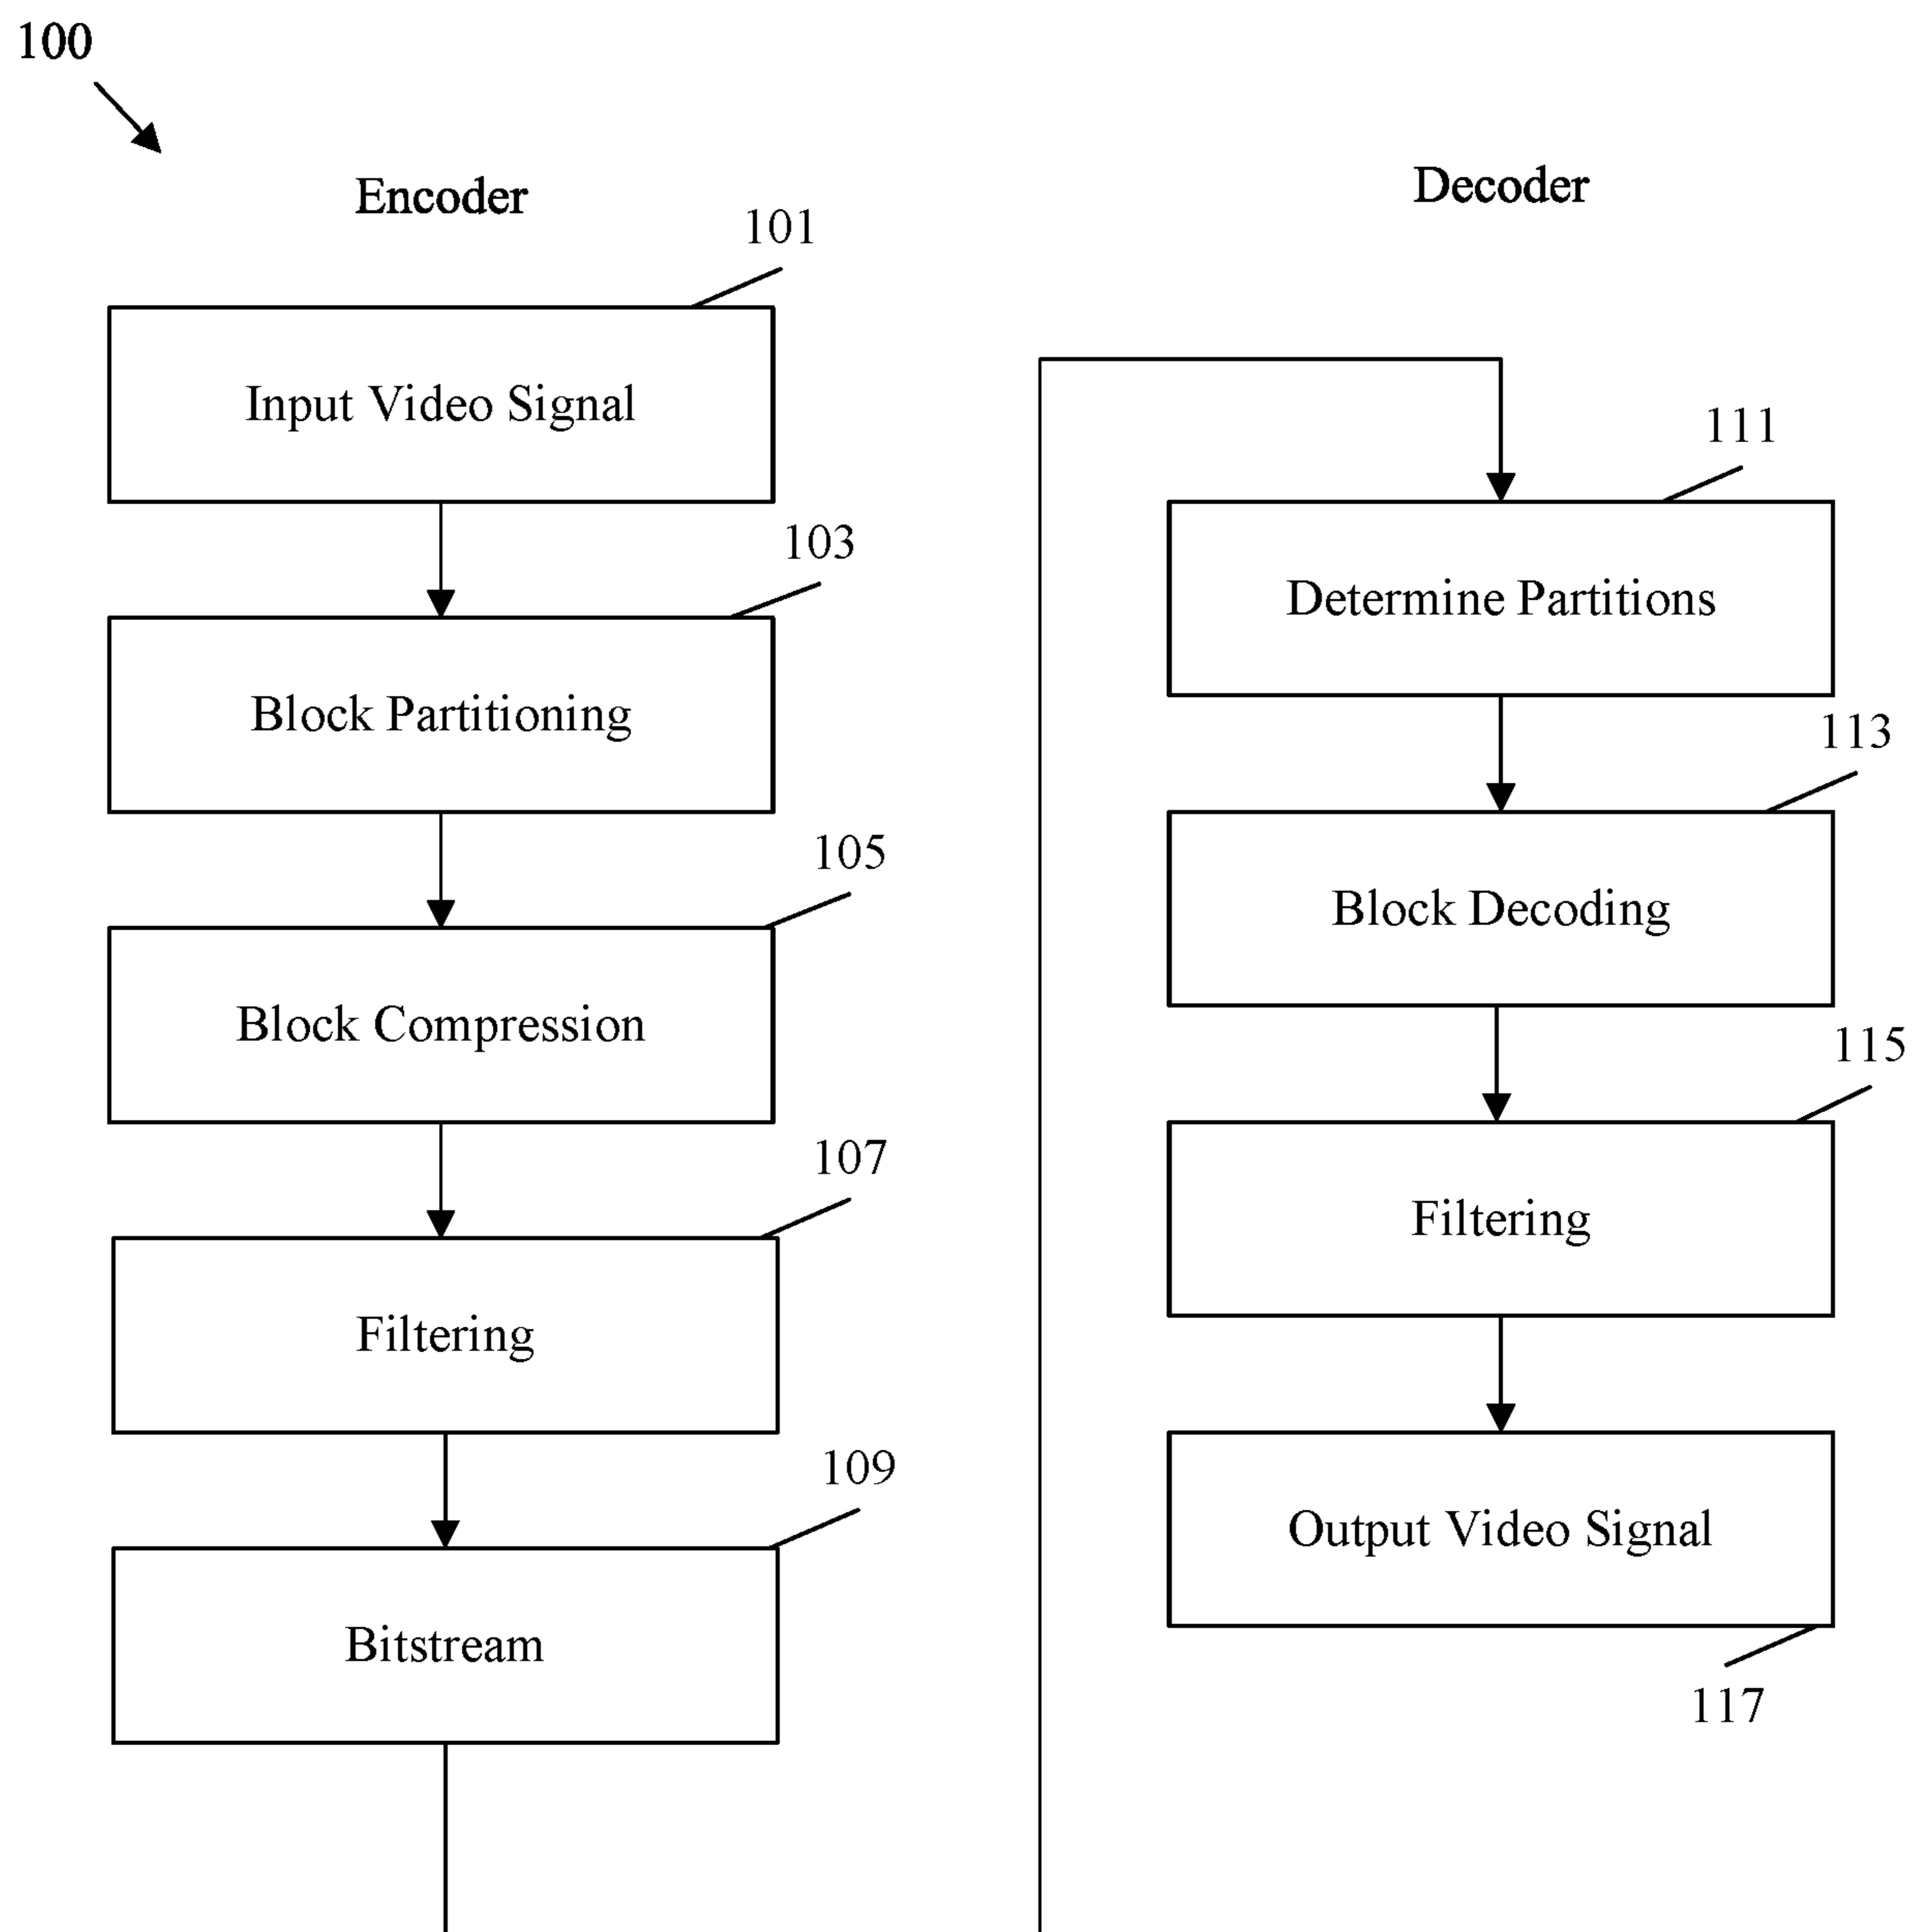 100
Encoder
101
Input Video Signal
103
Block Partitioning
105
Block Compression
107
Filtering
109
Bitstream
Decoder
111
Determine Partitions
113
Block Decoding
115
Filtering
Output Video Signal
117